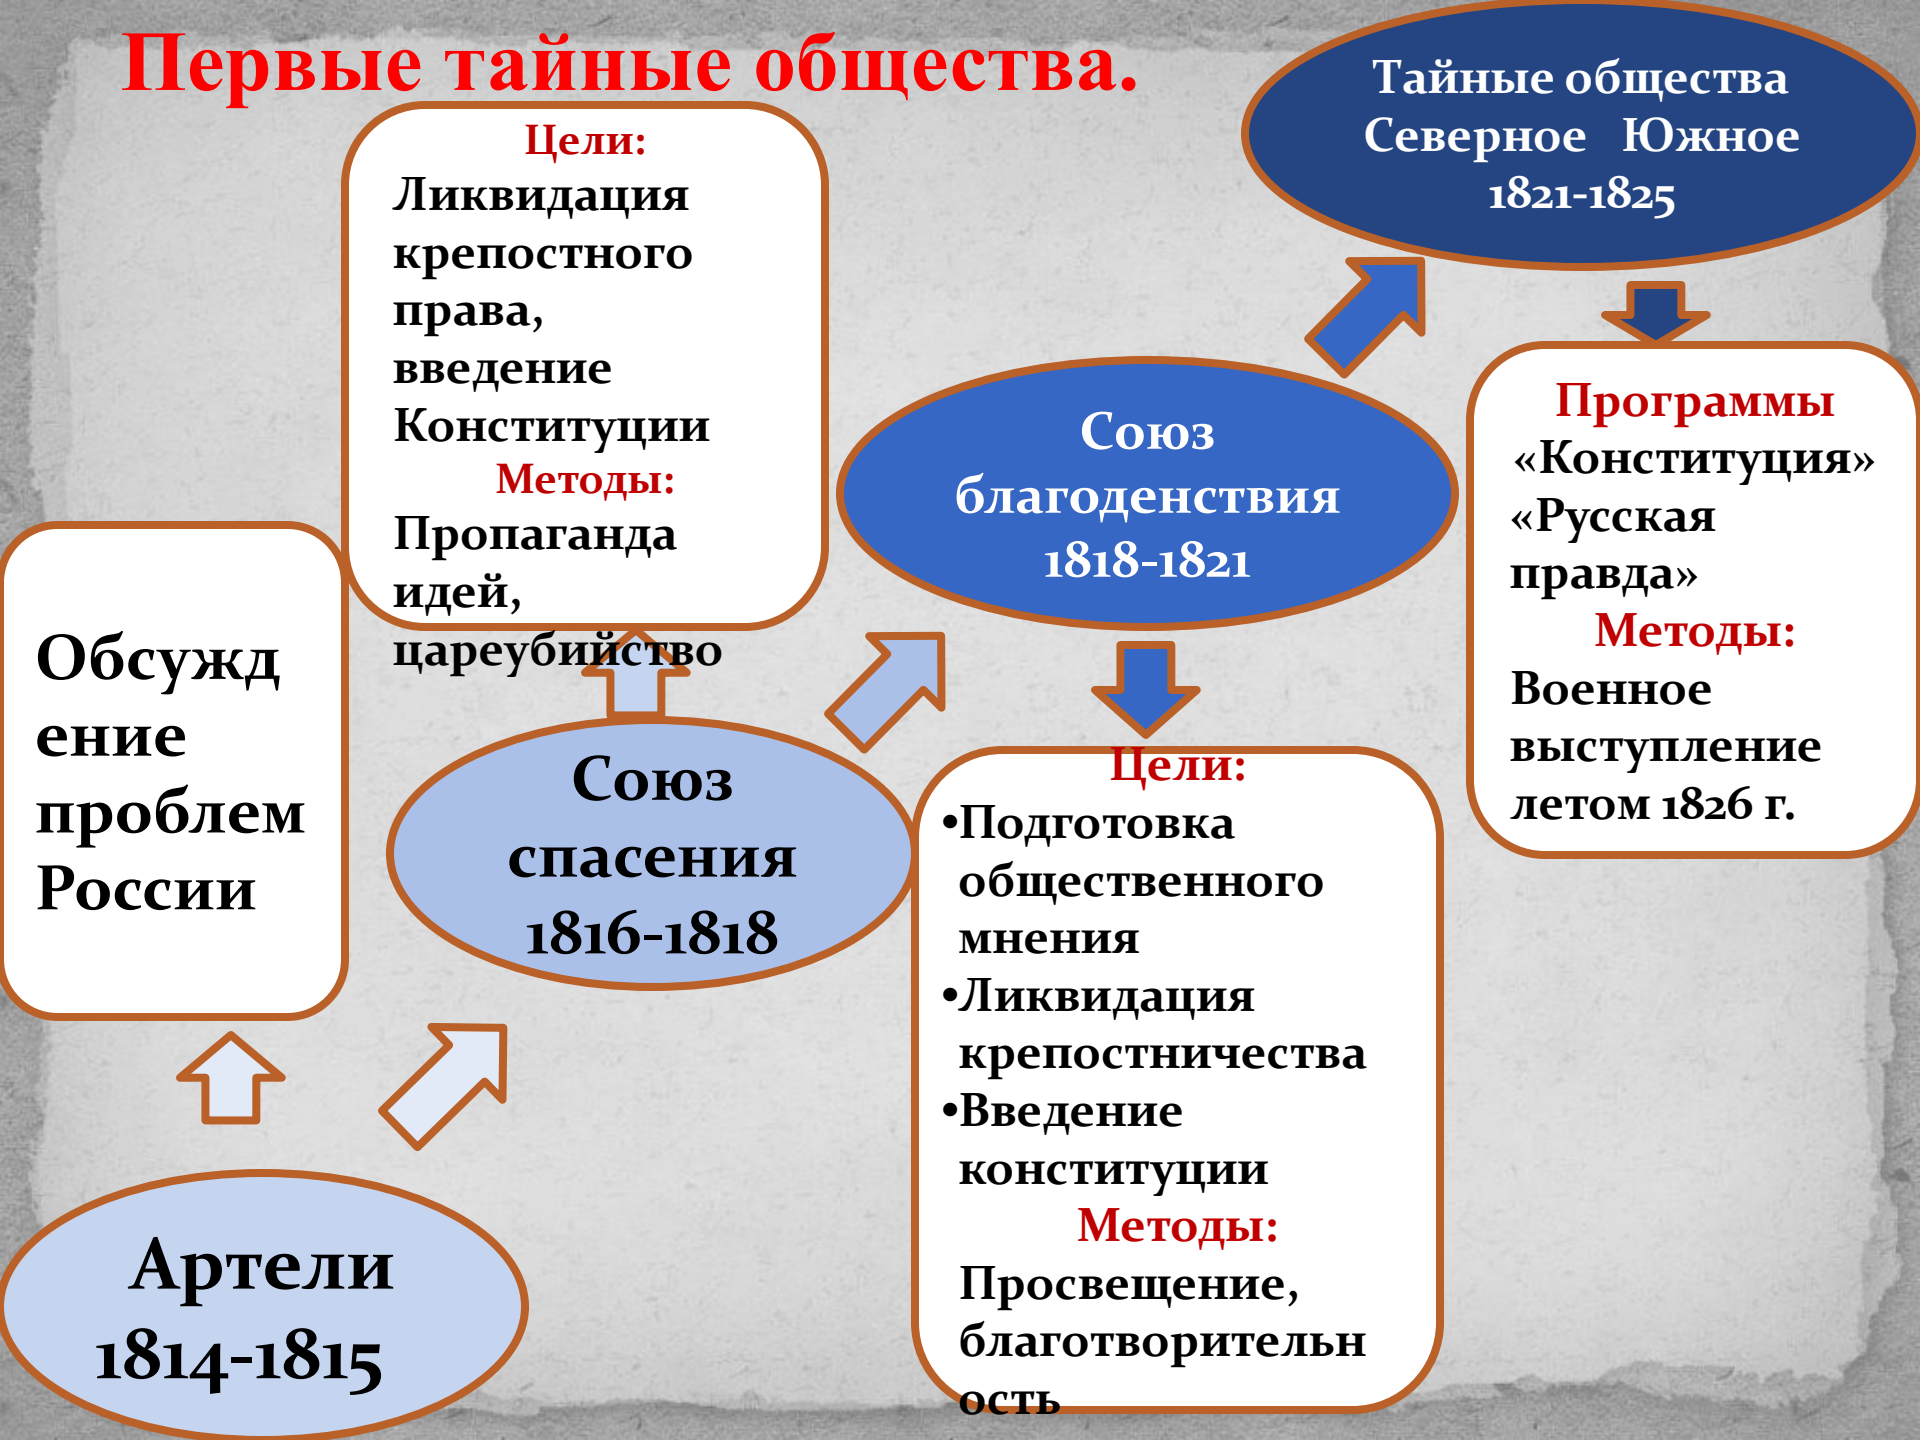 Первые тайные общества.
Тайные общества
Северное Южное
1821-1825
Цели:
Ликвидация
крепостного
права,
введение
Конституции
Методы:
Пропаганда
идей,
цареубийство
Союз
благоденствия
1818-1821
Программы
«Конституция»
«Русская
правда»
Методы:
Военное
выступление
летом 1826 г.
Обсужд
ение
проблем
России
Союз
спасения
1816-1818
Цели:
•Подготовка
общественного
мнения
•Ликвидация
крепостничества
•Введение
конституции
Методы:
Просвещение,
благотворительн
ость
Артели
1814-1815